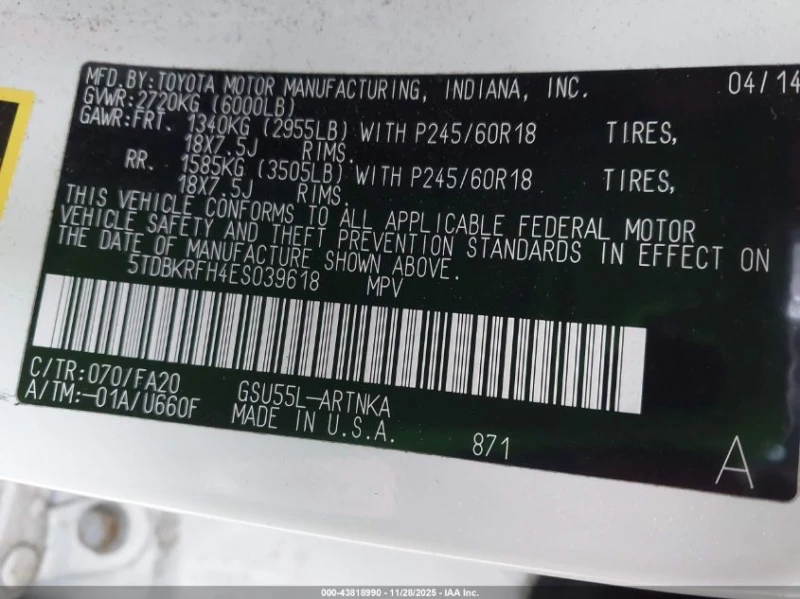 MFD. BY: TOYOTA MOTOR MANUFACTURING, INDIANA, INC. 04/14
GVWR: 2720KG (6000LB)
GAWR: FRT. 1340KG (2955LB) WITH P245/60R18 TIRES,
18X7.5J RIMS.
RR. 1585KG (3505LB) WITH P245/60R18 TIRES,
18X7.5J RIMS.
THIS VEHICLE CONFORMS TO ALL APPLICABLE FEDERAL MOTOR
VEHICLE SAFETY AND THEFT PREVENTION STANDARDS IN EFFECT ON
THE DATE OF MANUFACTURE SHOWN ABOVE.
5TDBKRFH4ES039618 MPV
C/TR: 070/FA20 GSU55L-ARTNKA
A/TM: -01A/U660F MADE IN U.S.A. 871 A
000-43818990 - 11/28/2025 - IAA Inc.